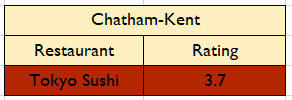 Chatham-Kent
Restaurant Rating
Tokyo Sushi 3.7